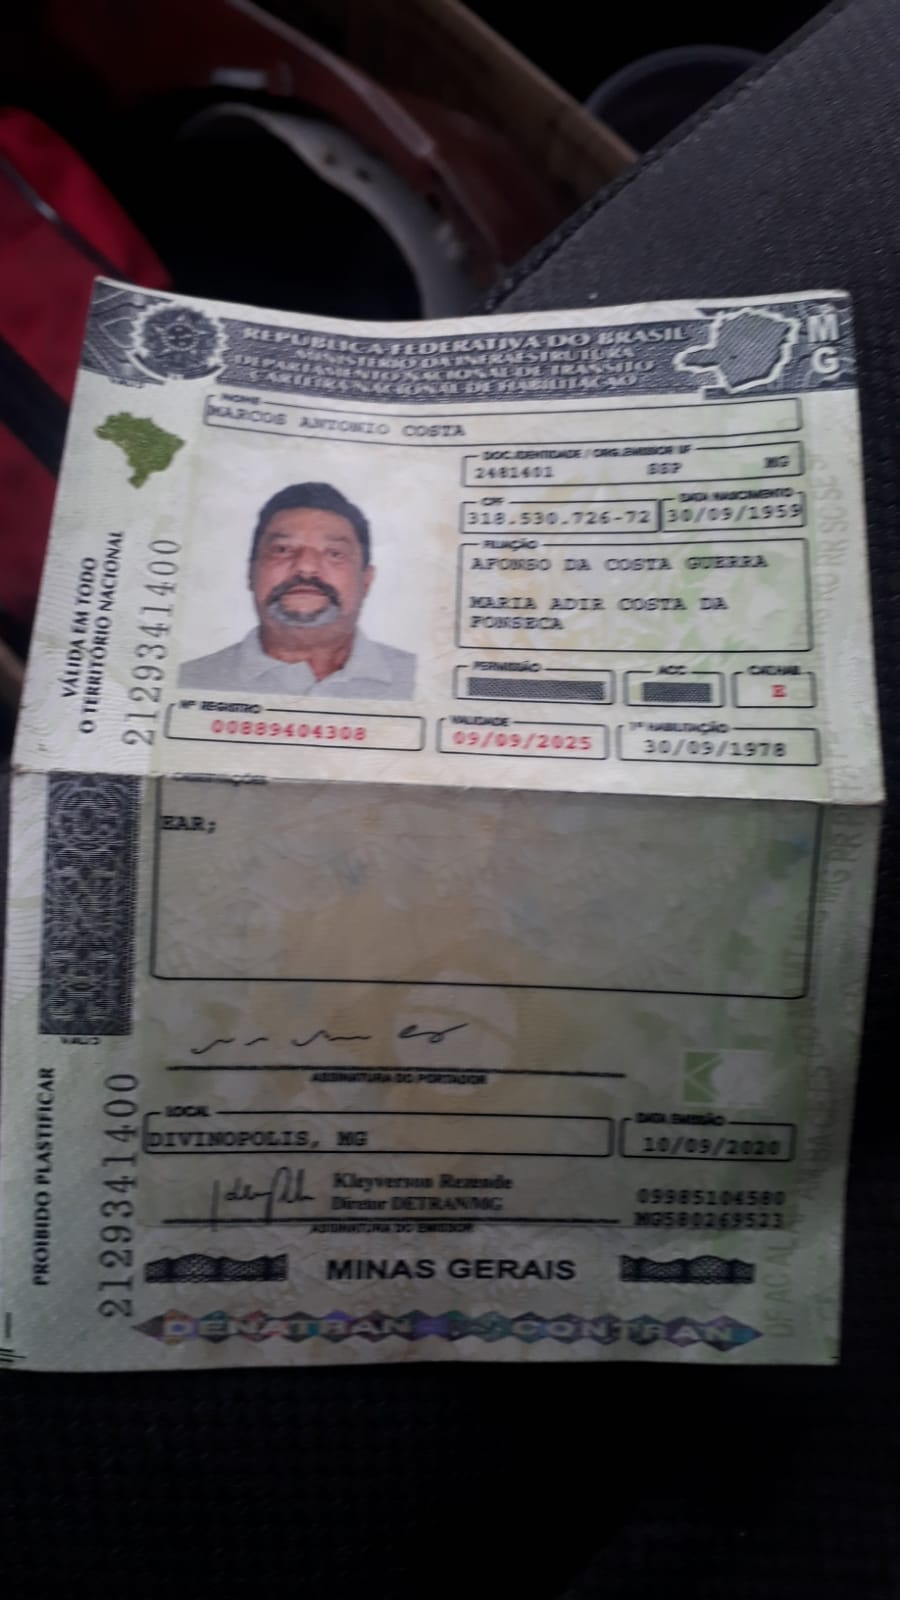 REPÚBLICA FEDERATIVA DO BRASIL
MINISTÉRIO DA INFRAESTRUTURA
DEPARTAMENTO NACIONAL DE TRÂNSITO
CARTEIRA NACIONAL DE HABILITAÇÃO
MG
NOME
MARCOS ANTONIO COSTA
DOC. IDENTIDADE / ORG. EMISSOR UF
2481401 SSP MG
CPF
318.530.726-72
DATA NASCIMENTO
30/09/1959
FILIAÇÃO
AFONSO DA COSTA GUERRA
MARIA ADIR COSTA DA
FONSECA
PERMISSÃO
ACC
CAT.HAB.
E
Nº REGISTRO
00889404308
VALIDADE
09/09/2025
1ª HABILITAÇÃO
30/09/1978
VÁLIDA EM TODO
O TERRITÓRIO NACIONAL
2129341400
OBSERVAÇÕES
EAR;
ASSINATURA DO PORTADOR
LOCAL
DIVINOPOLIS, MG
DATA EMISSÃO
10/09/2020
Kleyverson Rezende
Diretor DETRAN/MG
ASSINATURA DO EMISSOR
09985104580
MG580269523
PROIBIDO PLASTIFICAR
2129341400
MINAS GERAIS
DENATRAN CONTRAN